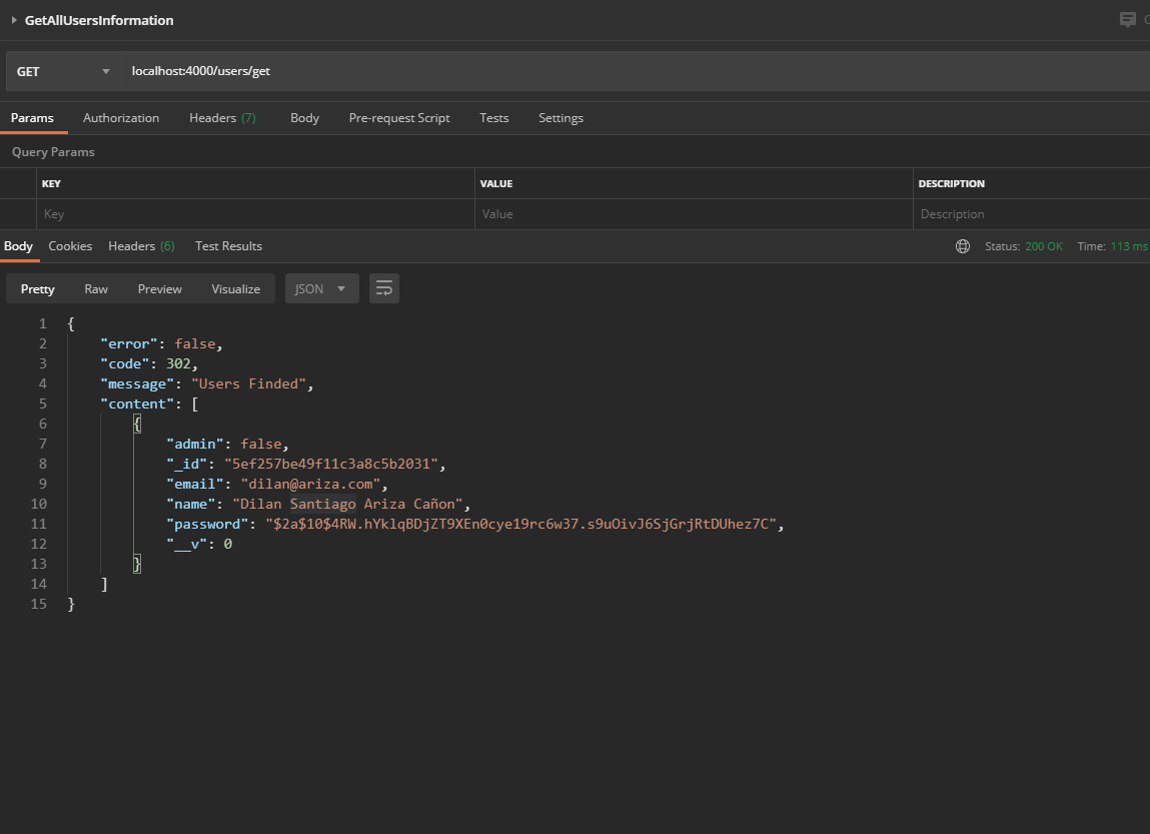 GetAllUsersInformation
GET localhost:4000/users/get
Params Authorization Headers (7) Body Pre-request Script Tests Settings
Query Params
KEY VALUE DESCRIPTION
Key Value Description
Body Cookies Headers (6) Test Results Status: 200 OK Time: 113 ms
Pretty Raw Preview Visualize JSON
1 {
2 "error": false,
3 "code": 302,
4 "message": "Users Finded",
5 "content": [
6 {
7 "admin": false,
8 "_id": "5ef257be49f11c3a8c5b2031",
9 "email": "dilan@ariza.com",
10 "name": "Dilan Santiago Ariza Cañon",
11 "password": "$2a$10$4RW.hYklqBDjZT9XEn0cye19rc6w37.s9uOivJ6SjGrjRtDUhez7C",
12 "__v": 0
13 }
14 ]
15 }